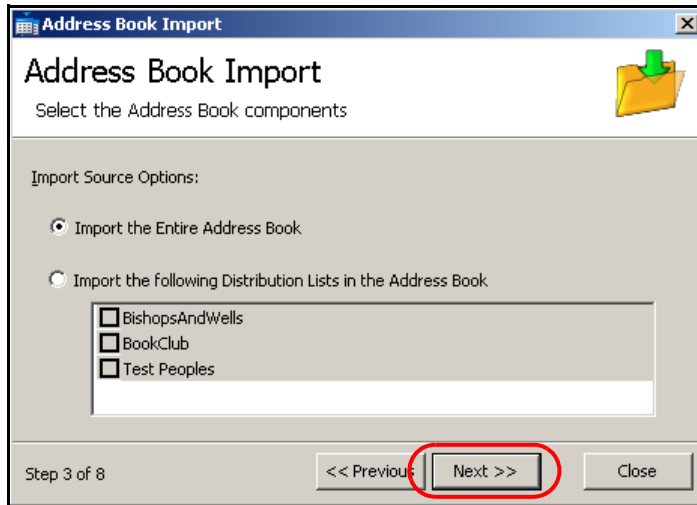 Address Book Import
Address Book Import
Select the Address Book components
Import Source Options:
Import the Entire Address Book
Import the following Distribution Lists in the Address Book
BishopsAndWells
BookClub
Test Peoples
Step 3 of 8
<< Previous
Next >>
Close